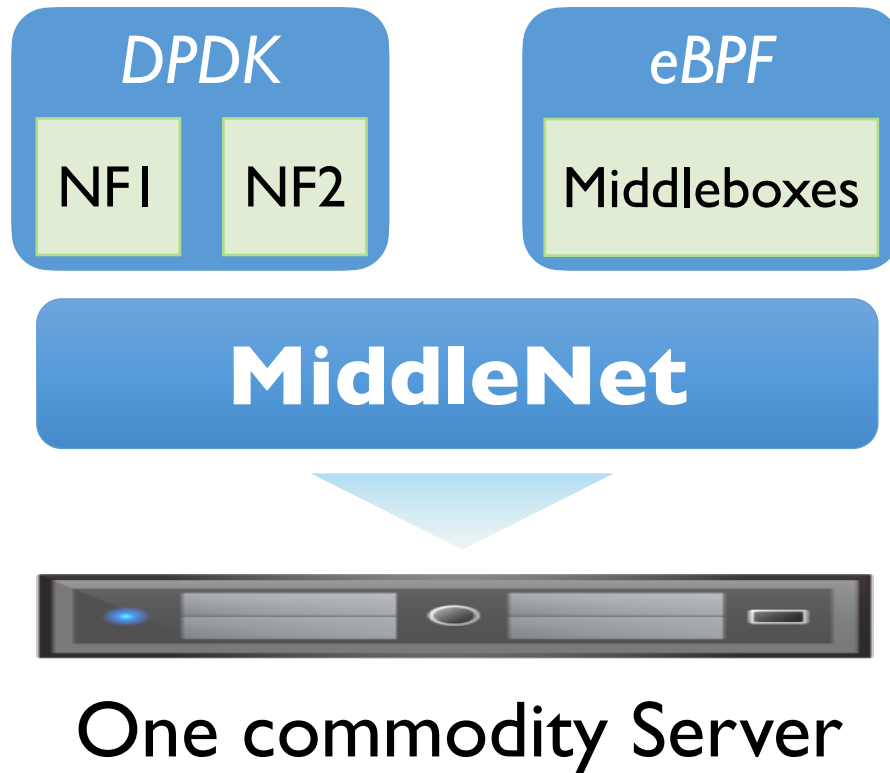 DPDK
eBPF
NF1
NF2
Middleboxes
MiddleNet
One commodity Server